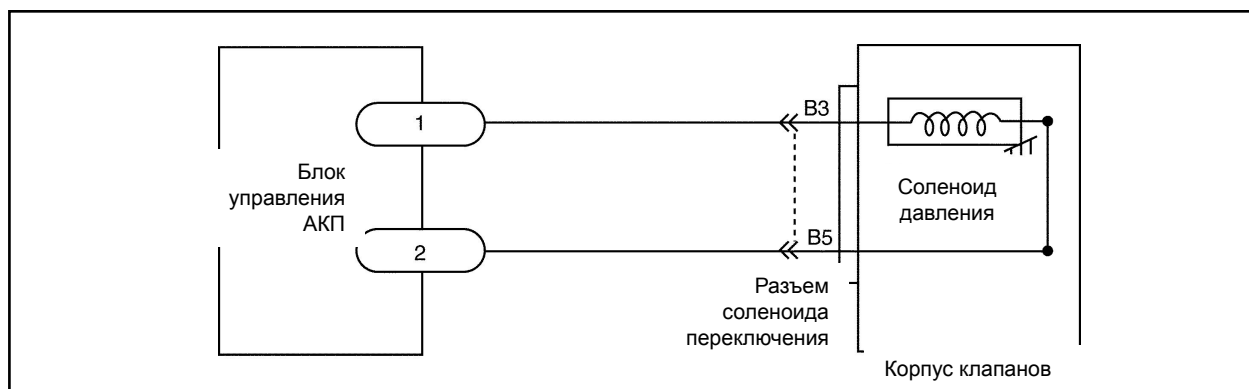 1
B3
Блок
управления
АКП
Соленоид
давления
2
B5
Разъем
соленоида
переключения
Корпус клапанов